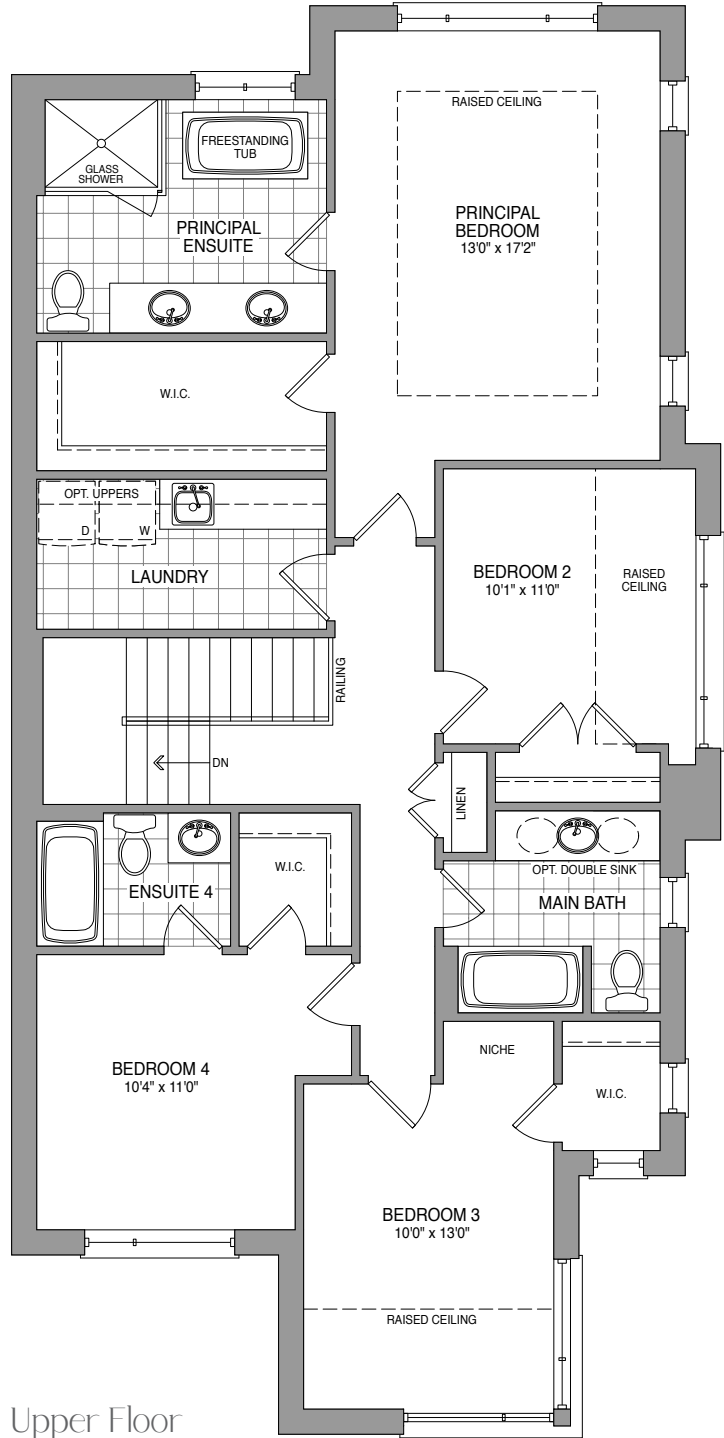 RAISED CEILING
FREESTANDING
TUB
GLASS
SHOWER
PRINCIPAL
ENSUITE
PRINCIPAL
BEDROOM
13'0" x 17'2"
W.I.C.
OPT. UPPERS
D
W
LAUNDRY
BEDROOM 2
10'1" x 11'0"
RAISED
CEILING
RAILING
DN
LINEN
W.I.C.
ENSUITE 4
OPT. DOUBLE SINK
MAIN BATH
NICHE
W.I.C.
BEDROOM 4
10'4" x 11'0"
BEDROOM 3
10'0" x 13'0"
RAISED CEILING
Upper Floor